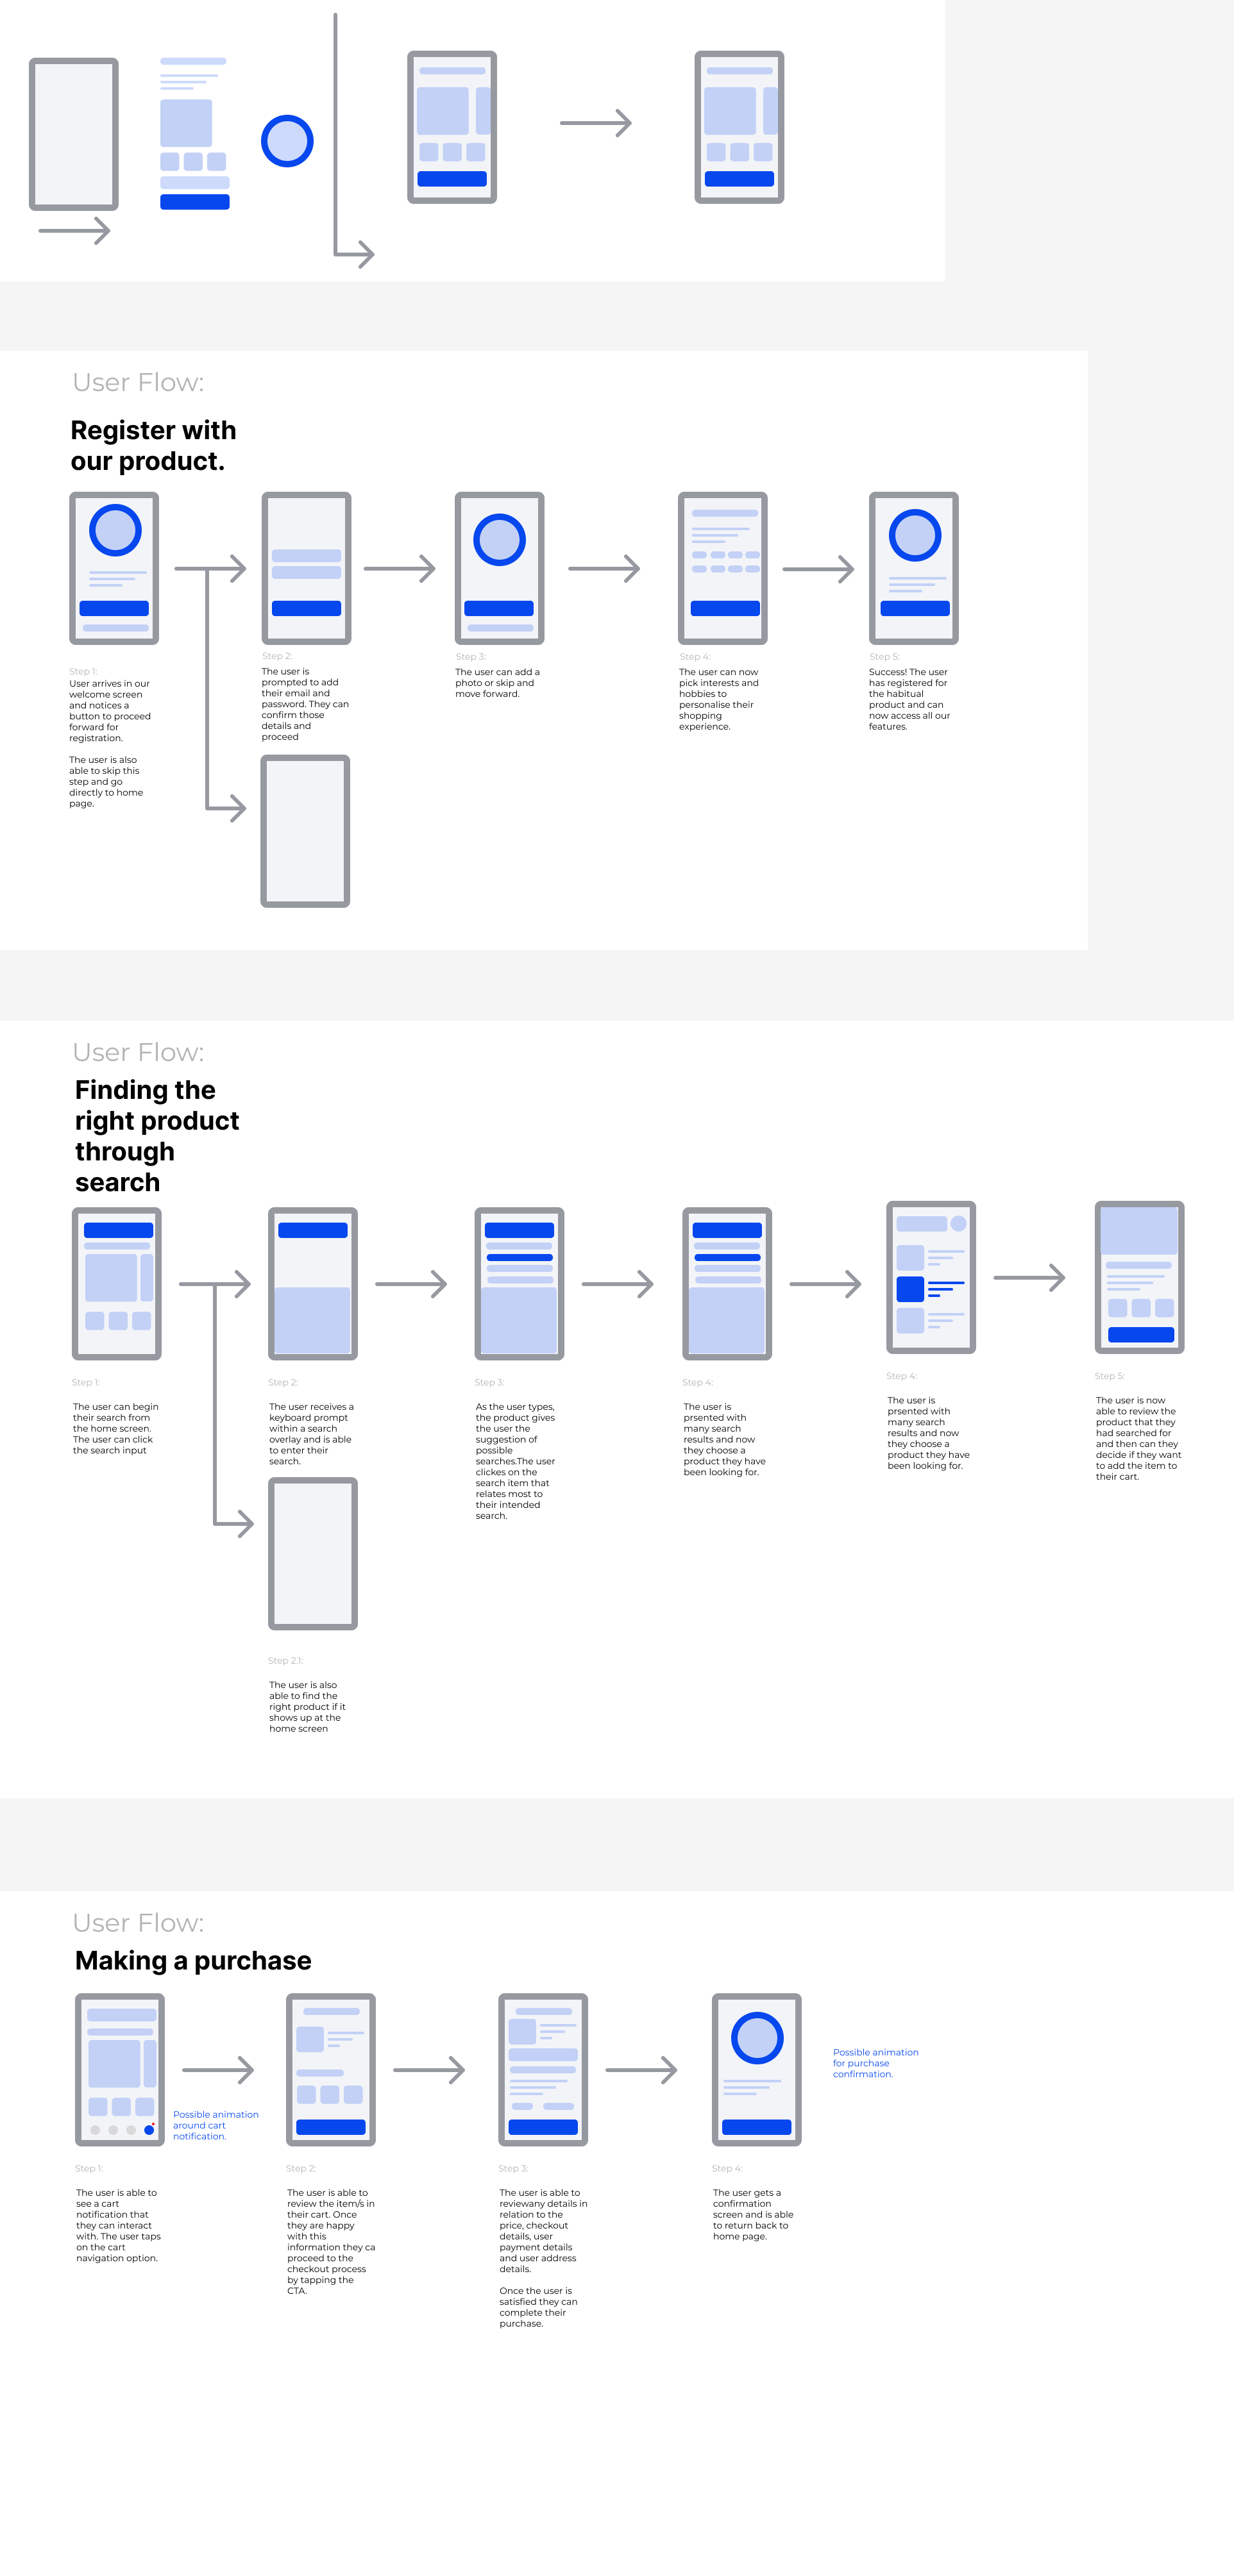 User Flow:
Register with
our product.
Step 1:
User arrives in our
welcome screen
and notices a
button to proceed
forward for
registration.
The user is also
able to skip this
step and go
directly to home
page.
Step 2:
The user is
prompted to add
their email and
password. They can
confirm those
details and
proceed
Step 3:
The user can add a
photo or skip and
move forward.
Step 4:
The user can now
pick interests and
hobbies to
personalise their
shopping
experience.
Step 5:
Success! The user
has registered for
the habitual
product and can
now access all our
features.
User Flow:
Finding the
right product
through
search
Step 1:
The user can begin
their search from
the home screen.
The user can click
the search input
Step 2:
The user receives a
keyboard prompt
within a search
overlay and is able
to enter their
search.
Step 2.1:
The user is also
able to find the
right product if it
shows up at the
home screen
Step 3:
As the user types,
the product gives
the user the
suggestion of
possible
searches.The user
clickes on the
search item that
relates most to
their intended
search.
Step 4:
The user is
prsented with
many search
results and now
they choose a
product they have
been looking for.
Step 4:
The user is
prsented with
many search
results and now
they choose a
product they have
been looking for.
Step 5:
The user is now
able to review the
product that they
had searched for
and then can they
decide if they want
to add the item to
their cart.
User Flow:
Making a purchase
Possible animation
around cart
notification.
Possible animation
for purchase
confirmation.
Step 1:
The user is able to
see a cart
notification that
they can interact
with. The user taps
on the cart
navigation option.
Step 2:
The user is able to
review the item/s in
their cart. Once
they are happy
with this
information they ca
proceed to the
checkout process
by tapping the
CTA.
Step 3:
The user is able to
reviewany details in
relation to the
price, checkout
details, user
payment details
and user address
details.
Once the user is
satisfied they can
complete their
purchase.
Step 4:
The user gets a
confirmation
screen and is able
to return back to
home page.